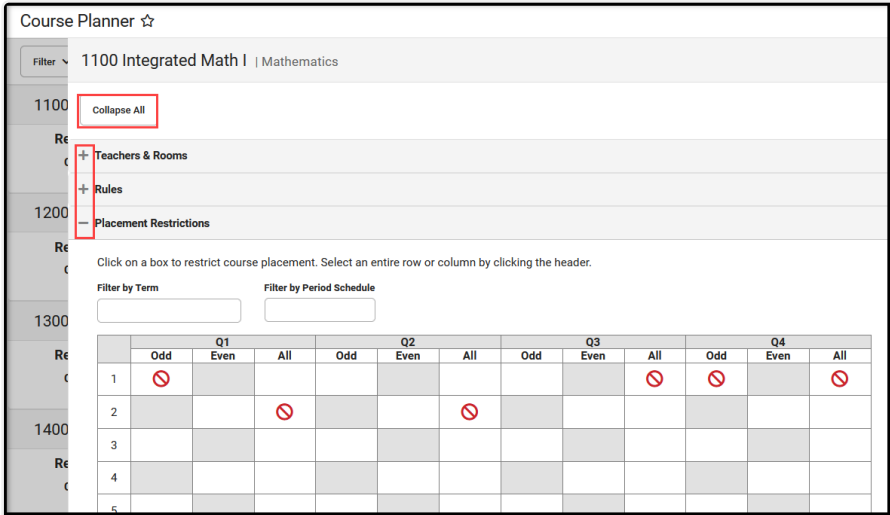 Course Planner ☆
Filter
1100 Integrated Math I | Mathematics
1100
Collapse All
Re
Teachers & Rooms
Rules
1200
Placement Restrictions
Re
Click on a box to restrict course placement. Select an entire row or column by clicking the header.
Filter by Term Filter by Period Schedule
1300
Q1 Q2 Q3 Q4
Odd Even All Odd Even All Odd Even All Odd Even All
Re
1
2
1400
3
Re
4
5